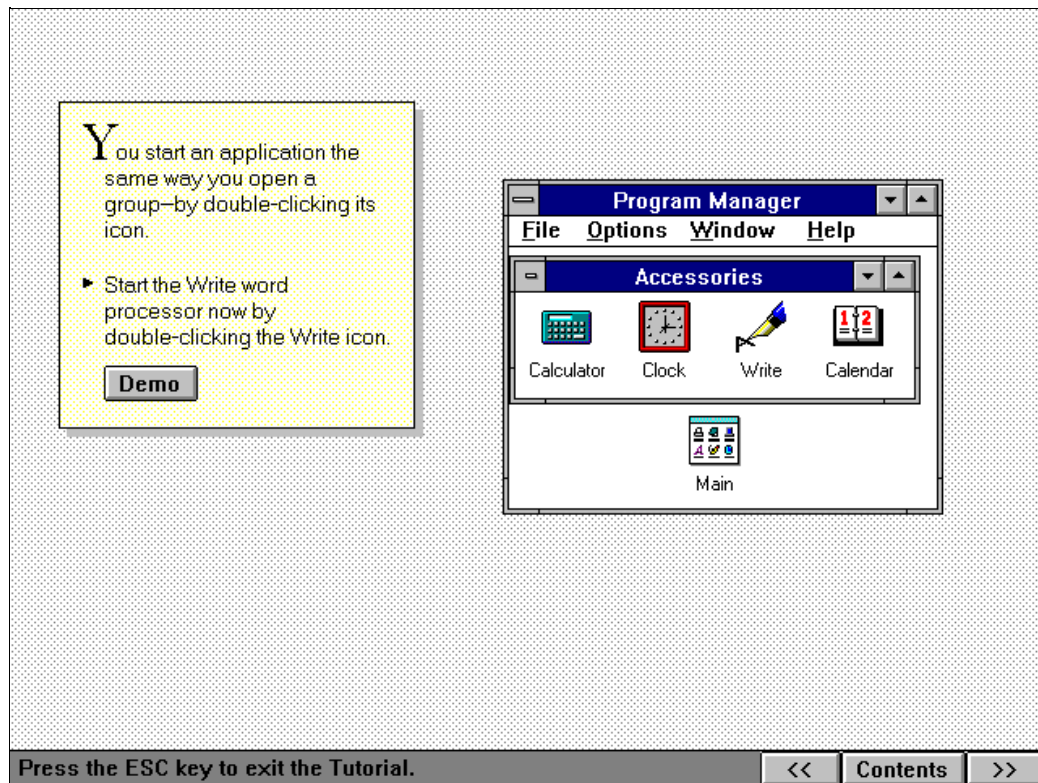 You start an application the
same way you open a
group—by double-clicking its
icon.
► Start the Write word
processor now by
double-clicking the Write icon.
Demo
Program Manager
File Options Window Help
Accessories
1 2
Calculator Clock Write Calendar
Main
Press the ESC key to exit the Tutorial.
<< Contents >>